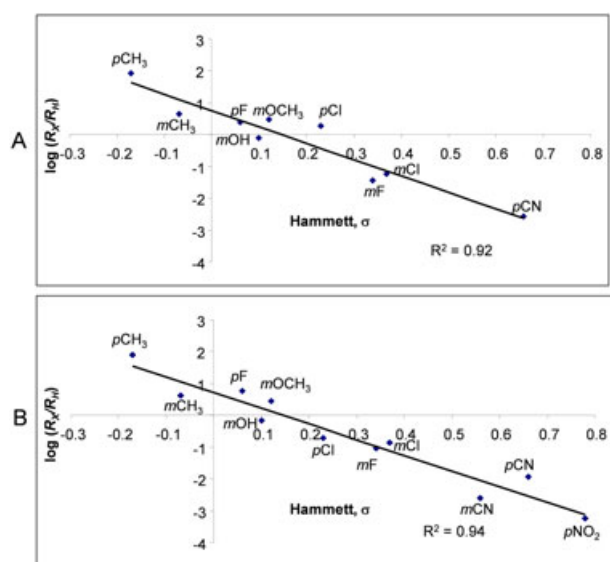 A
log (Rx/RH)
3
2
1
0
-1
-2
-3
-4
-0.3 -0.2 -0.1 0 0.1 0.2 0.3 0.4 0.5 0.6 0.7 0.8
pCH3
mCH3
pF mOCH3 pCl
mOH
mCl
mF
pCN
Hammett, σ
R² = 0.92
B
log (Rx/RH)
3
2
1
0
-1
-2
-3
-4
-0.3 -0.2 -0.1 0 0.1 0.2 0.3 0.4 0.5 0.6 0.7 0.8
pCH3
pF
mOCH3
mCH3
mOH
pCl
mCl
mF
pCN
mCN
pNO2
Hammett, σ
R² = 0.94